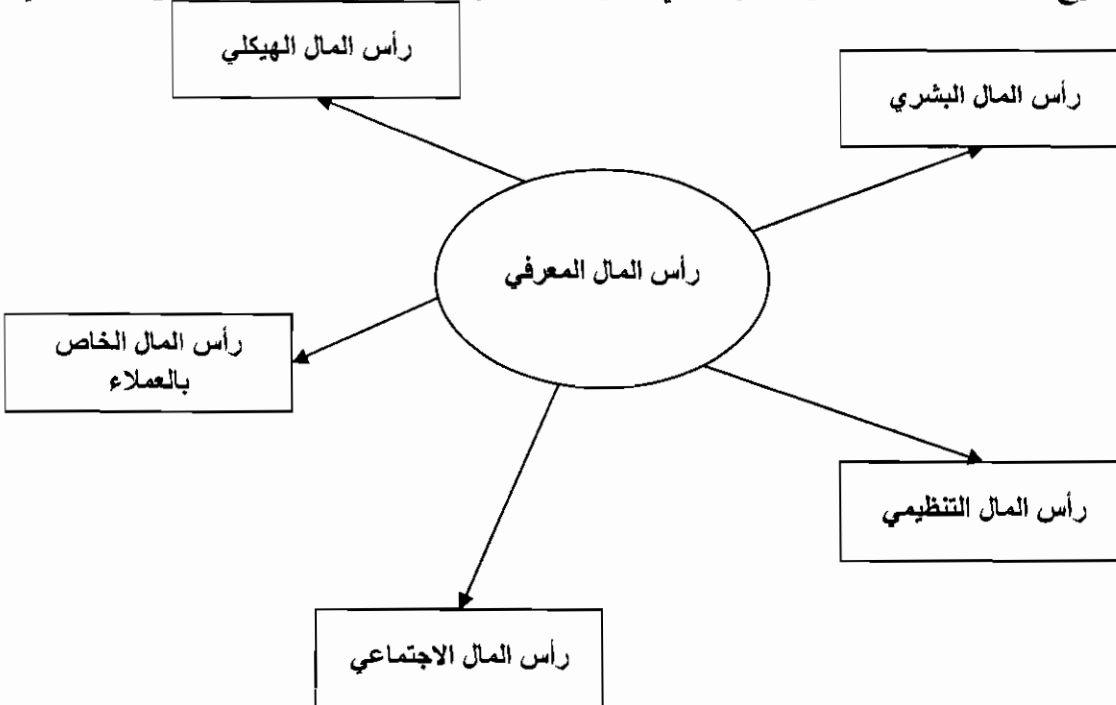 رأس المال الهيكلي
رأس المال البشري
رأس المال المعرفي
رأس المال الخاص
بالعملاء
رأس المال التنظيمي
رأس المال الاجتماعي